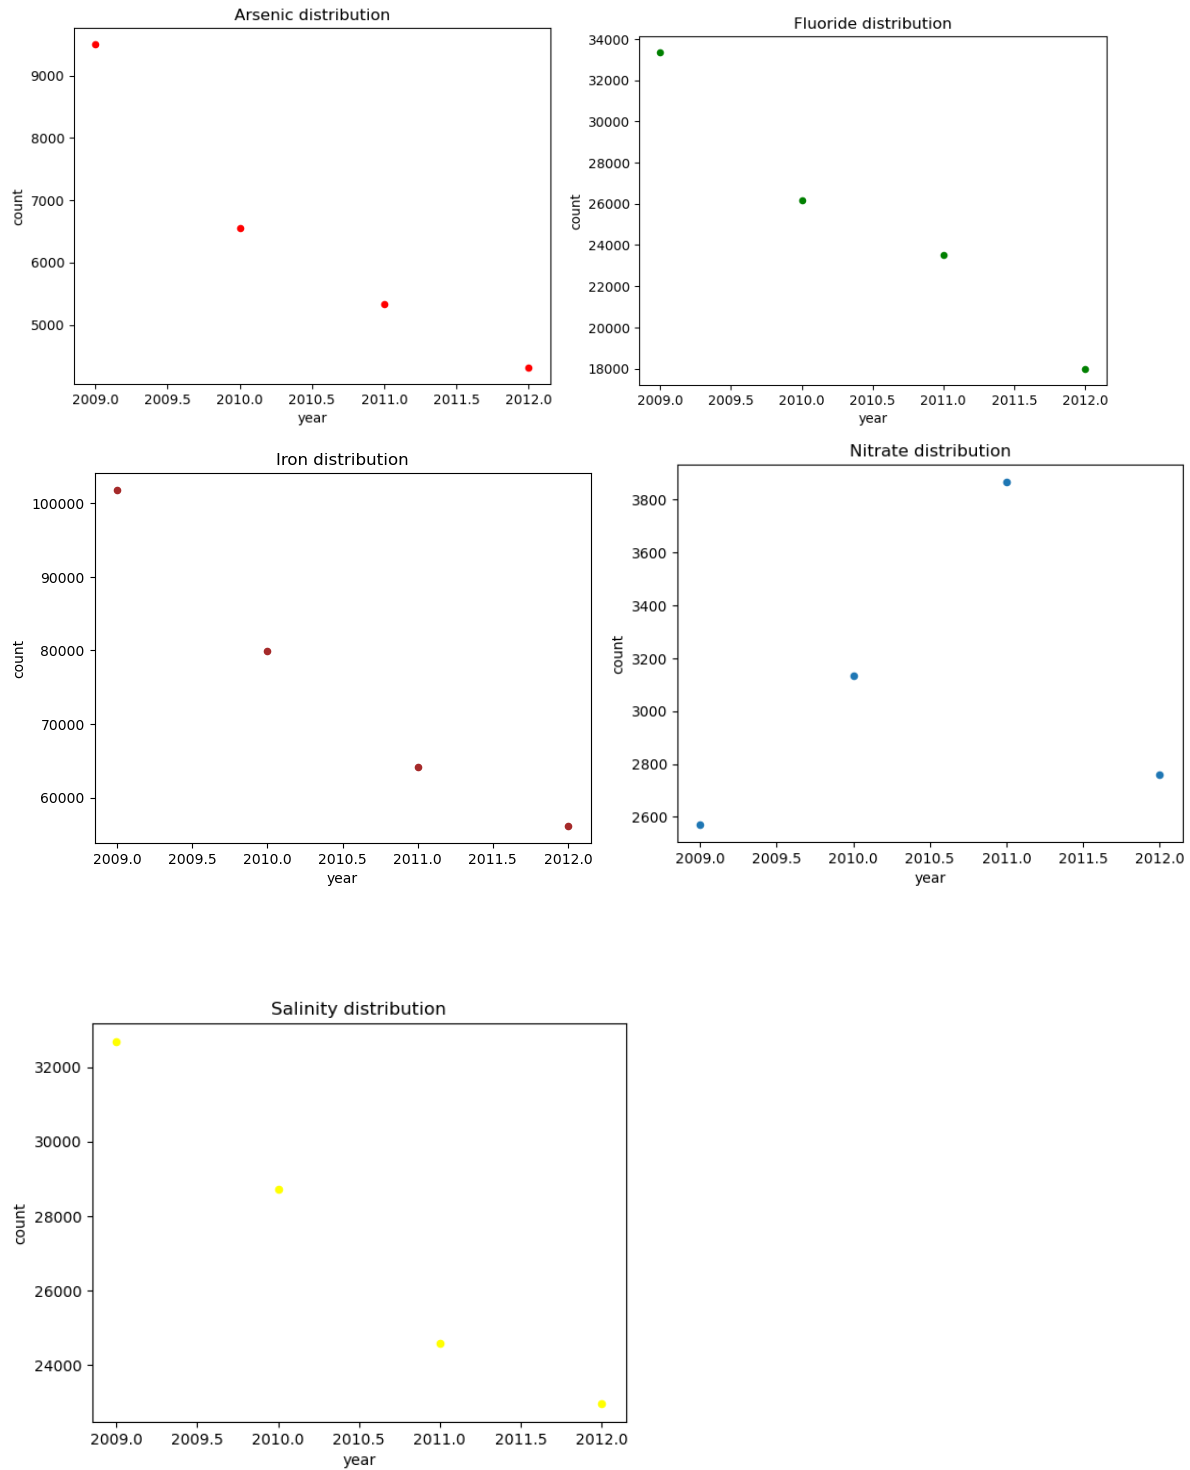 Arsenic distribution
9000
8000
7000
6000
5000
count
2009.0 2009.5 2010.0 2010.5 2011.0 2011.5 2012.0
year
Fluoride distribution
34000
32000
30000
28000
26000
24000
22000
20000
18000
count
2009.0 2009.5 2010.0 2010.5 2011.0 2011.5 2012.0
year
Iron distribution
100000
90000
80000
70000
60000
count
2009.0 2009.5 2010.0 2010.5 2011.0 2011.5 2012.0
year
Nitrate distribution
3800
3600
3400
3200
3000
2800
2600
count
2009.0 2009.5 2010.0 2010.5 2011.0 2011.5 2012.0
year
Salinity distribution
32000
30000
28000
26000
24000
count
2009.0 2009.5 2010.0 2010.5 2011.0 2011.5 2012.0
year